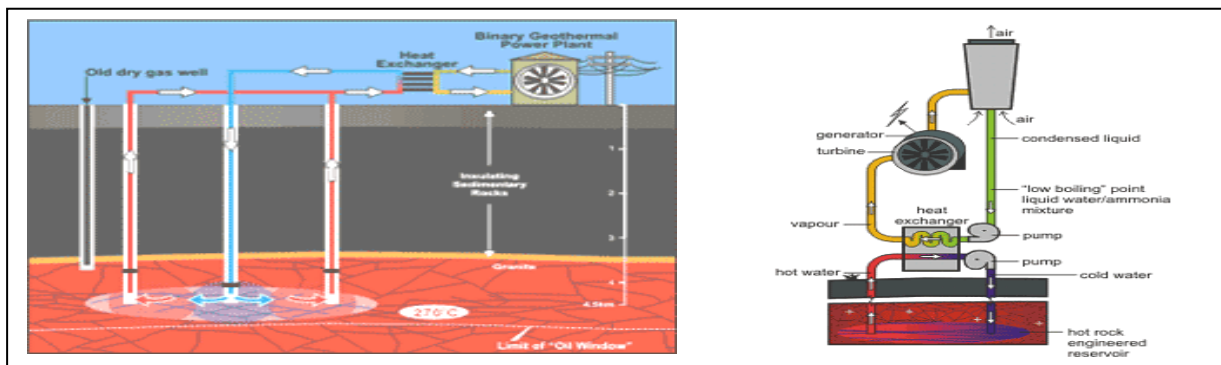 Binary Geothermal
Power Plant
Heat
Exchanger
Old dry gas well
1
Insulating
Sedimentary
Rocks
2
3
Granite
4
4.5km
270°C
Limit of "Oil Window"
air
air
generator
turbine
condensed liquid
"low boiling" point
liquid water/ammonia
mixture
heat
exchanger
vapour
pump
pump
hot water
cold water
hot rock
engineered
reservoir